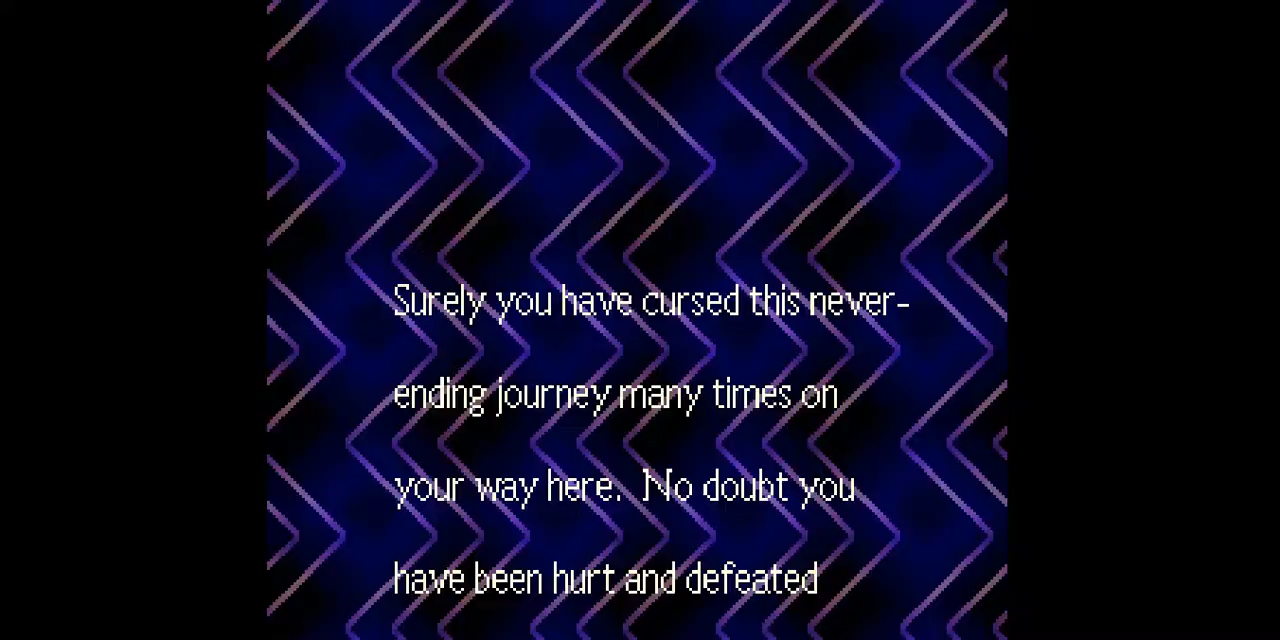 Surely you have cursed this never-
ending journey many times on
your way here.  No doubt you
have been hurt and defeated